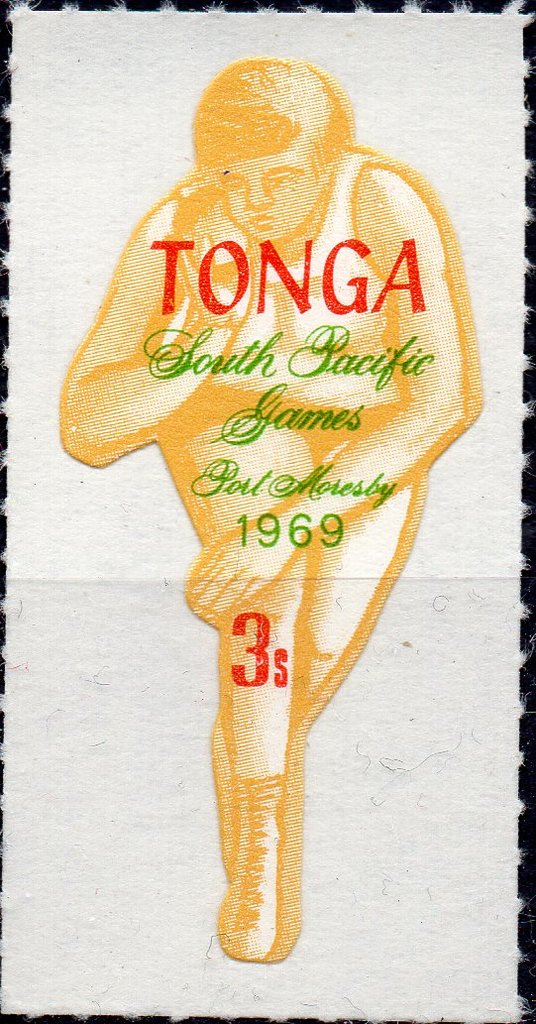 TONGA
South Pacific
Games
Port Moresby
1969
3s